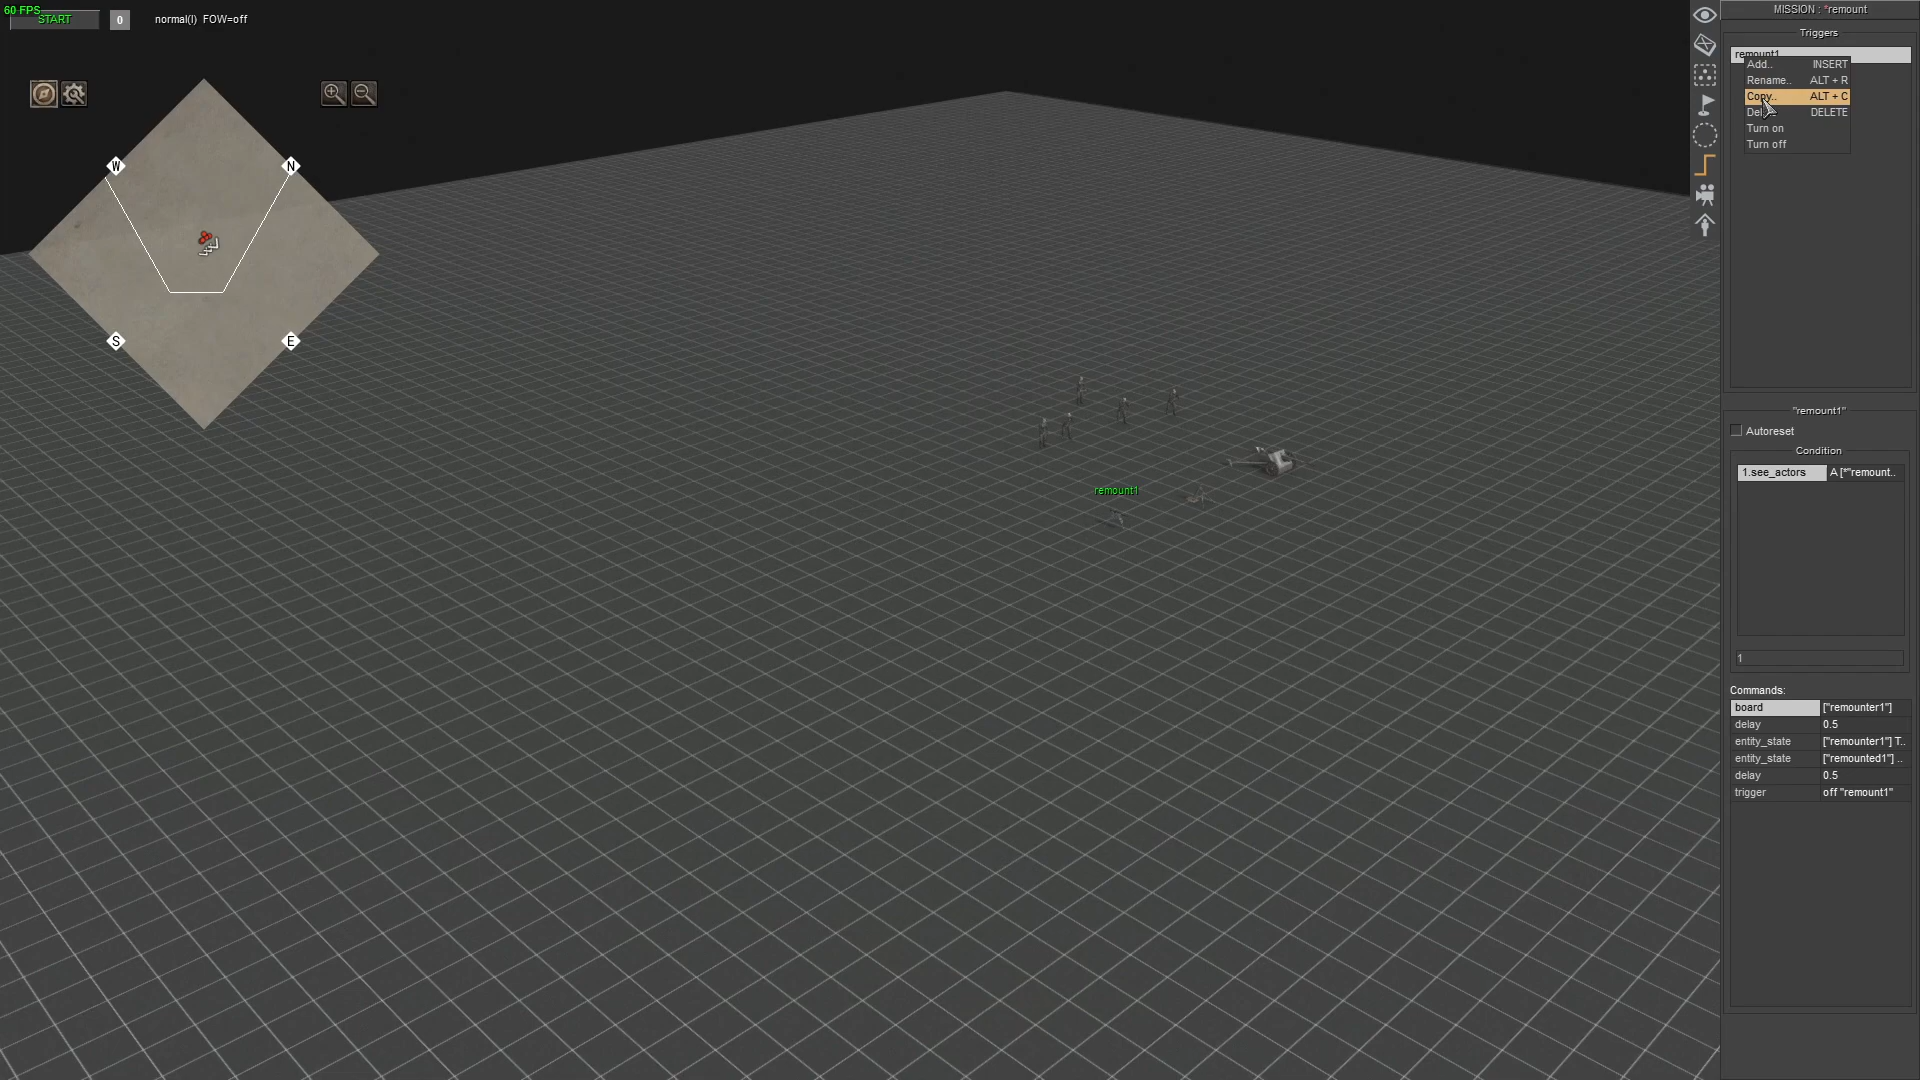 60 FPS
START
0
normal(l) FOW=off
W
N
S
E
remount1
MISSION : *remount
Triggers
remount1
Add.. INSERT
Rename.. ALT + R
Copy.. ALT + C
DELETE
Turn on
Turn off
"remount1"
Autoreset
Condition
1.see_actors A [*"remount..
1
Commands:
board ["remounter1"]
delay 0.5
entity_state ["remounter1"] T..
entity_state ["remounted1"] ..
delay 0.5
trigger off "remount1"